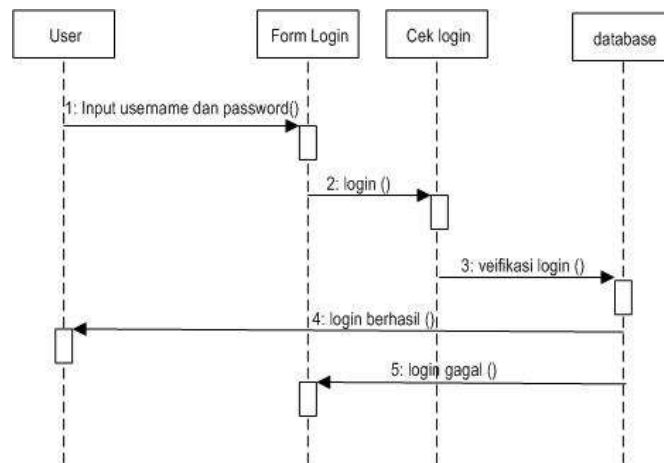 User
Form Login
Cek login
database
1: Input username dan password()
2: login ()
3: veifikasi login ()
4: login berhasil ()
5: login gagal ()